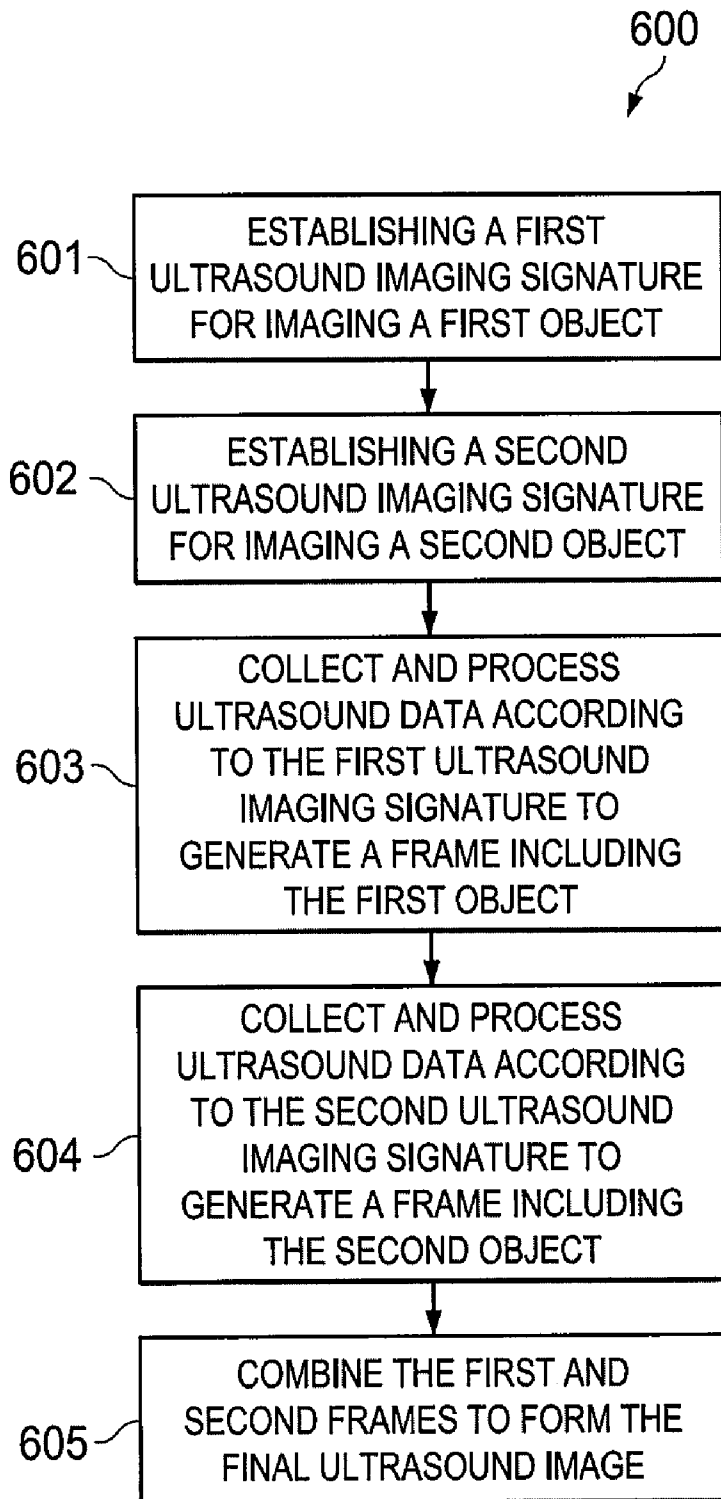 600
601
ESTABLISHING A FIRST
ULTRASOUND IMAGING SIGNATURE
FOR IMAGING A FIRST OBJECT
602
ESTABLISHING A SECOND
ULTRASOUND IMAGING SIGNATURE
FOR IMAGING A SECOND OBJECT
603
COLLECT AND PROCESS
ULTRASOUND DATA ACCORDING
TO THE FIRST ULTRASOUND
IMAGING SIGNATURE TO
GENERATE A FRAME INCLUDING
THE FIRST OBJECT
604
COLLECT AND PROCESS
ULTRASOUND DATA ACCORDING
TO THE SECOND ULTRASOUND
IMAGING SIGNATURE TO
GENERATE A FRAME INCLUDING
THE SECOND OBJECT
605
COMBINE THE FIRST AND
SECOND FRAMES TO FORM THE
FINAL ULTRASOUND IMAGE